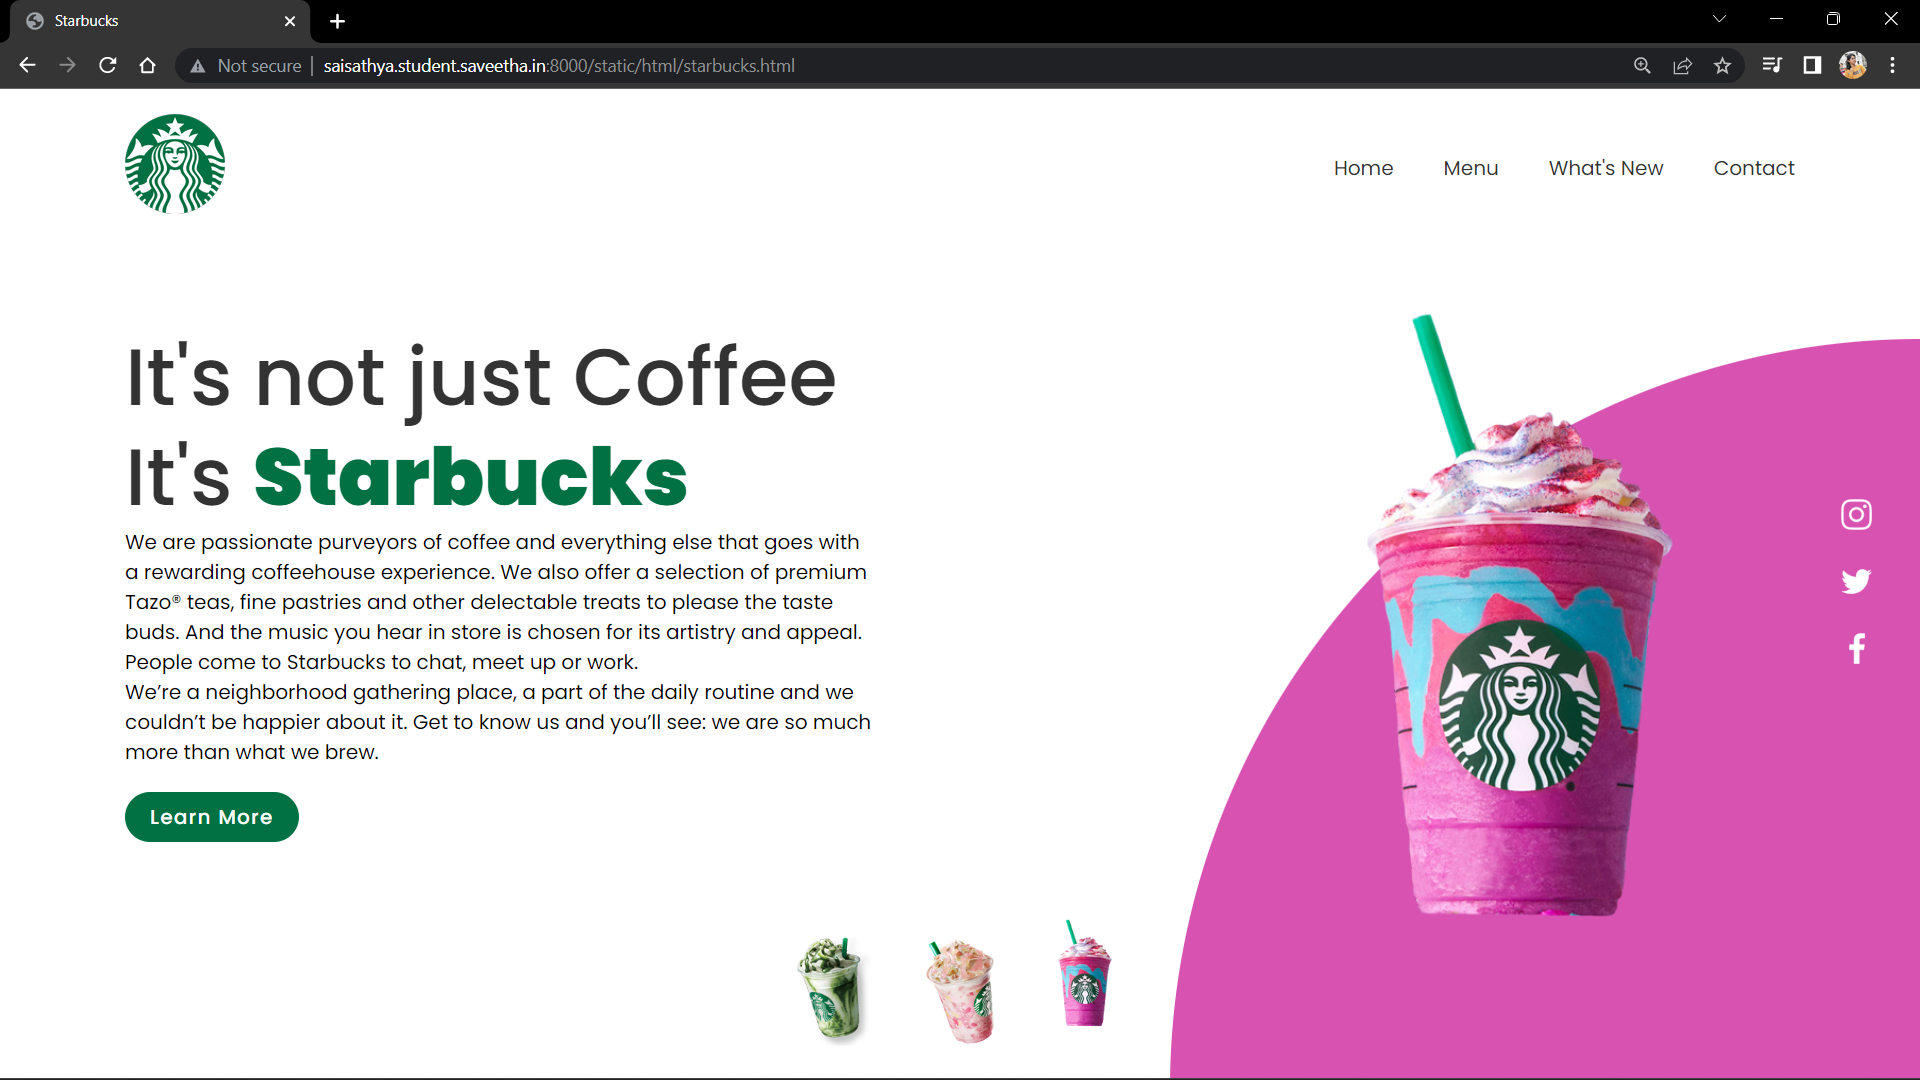 Starbucks
Not secure
saisathya.student.saveetha.in:8000/static/html/starbucks.html
Home Menu What's New Contact
It's not just Coffee
It's Starbucks
We are passionate purveyors of coffee and everything else that goes with
a rewarding coffeehouse experience. We also offer a selection of premium
Tazo® teas, fine pastries and other delectable treats to please the taste
buds. And the music you hear in store is chosen for its artistry and appeal.
People come to Starbucks to chat, meet up or work.
We’re a neighborhood gathering place, a part of the daily routine and we
couldn’t be happier about it. Get to know us and you’ll see: we are so much
more than what we brew.
Learn More